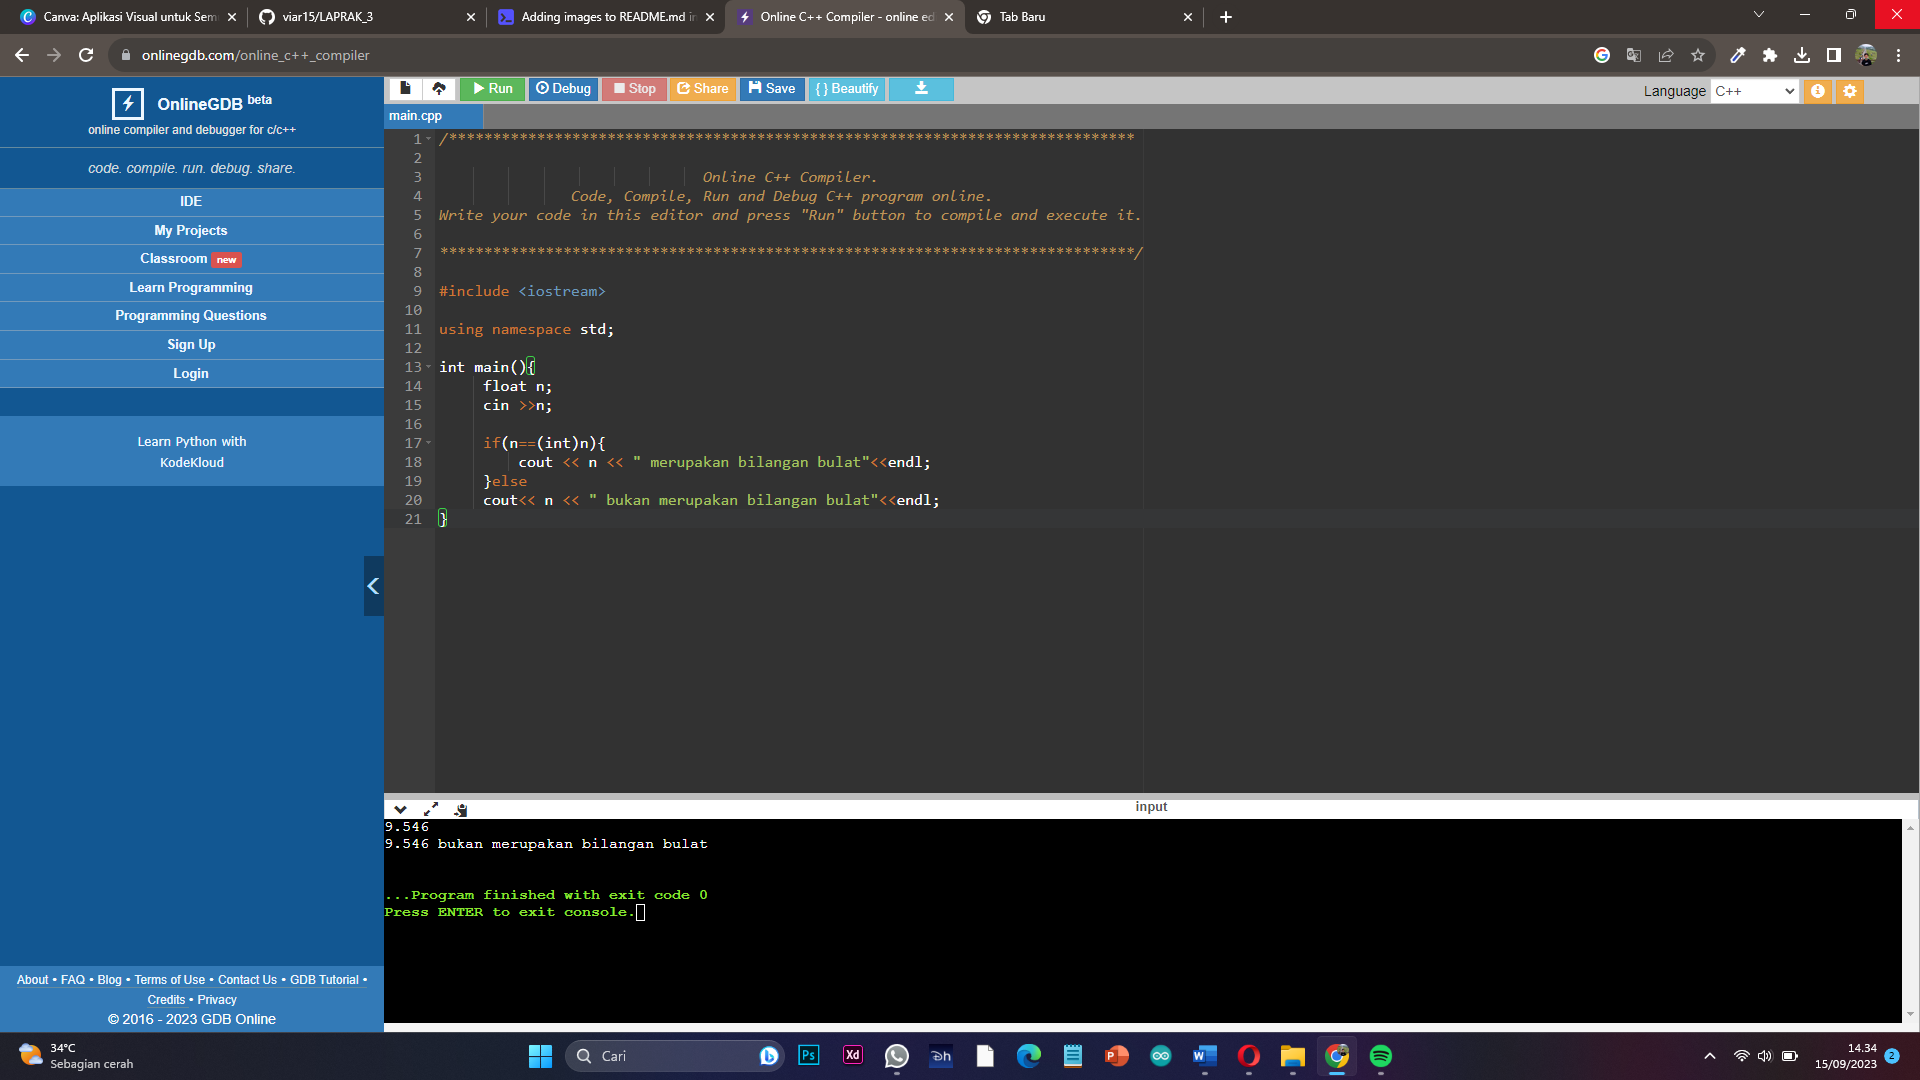 Canva: Aplikasi Visual untuk Sem
viar15/LAPRAK_3
Adding images to README.md in
Online C++ Compiler - online ed
Tab Baru
onlinegdb.com/online_c++_compiler
OnlineGDB beta
online compiler and debugger for c/c++
code. compile. run. debug. share.
IDE
My Projects
Classroom new
Learn Programming
Programming Questions
Sign Up
Login
Learn Python with
KodeKloud
About • FAQ • Blog • Terms of Use • Contact Us • GDB Tutorial •
Credits • Privacy
© 2016 - 2023 GDB Online
Run Debug Stop Share Save { } Beautify
Language C++
main.cpp
1 /******************************************************************************
2
3 Online C++ Compiler.
4 Code, Compile, Run and Debug C++ program online.
5 Write your code in this editor and press "Run" button to compile and execute it.
6
7 *******************************************************************************/
8
9 #include <iostream>
10
11 using namespace std;
12
13 int main(){
14 float n;
15 cin >>n;
16
17 if(n==(int)n){
18 cout << n << " merupakan bilangan bulat"<<endl;
19 }else
20 cout<< n << " bukan merupakan bilangan bulat"<<endl;
21 }
input
9.546
9.546 bukan merupakan bilangan bulat
...Program finished with exit code 0
Press ENTER to exit console.
34°C
Sebagian cerah
Cari
Ps
Xd
Dh
P
W
14.34
15/09/2023
2